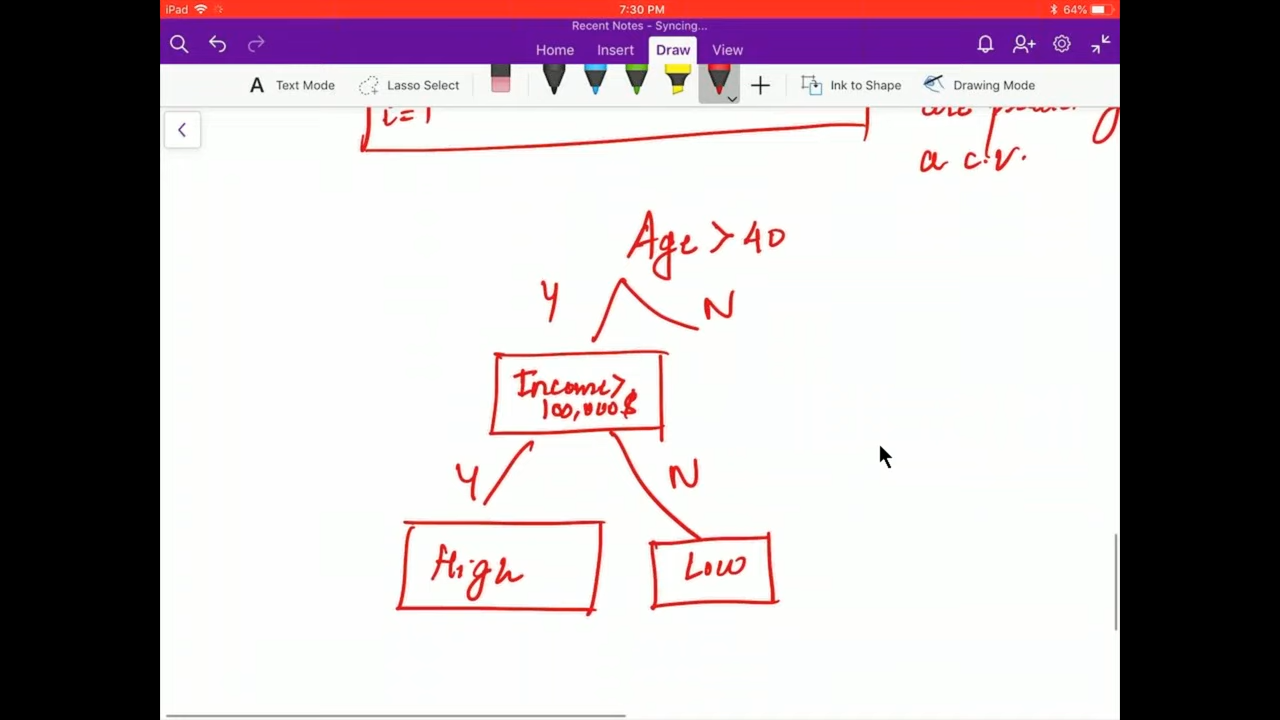 iPad
7:30 PM
64%
Recent Notes - Syncing...
Home Insert Draw View
A Text Mode Lasso Select Ink to Shape Drawing Mode
i=1
a c.v.
Age > 40
Y N
Income >
100,000$
Y N
High Low